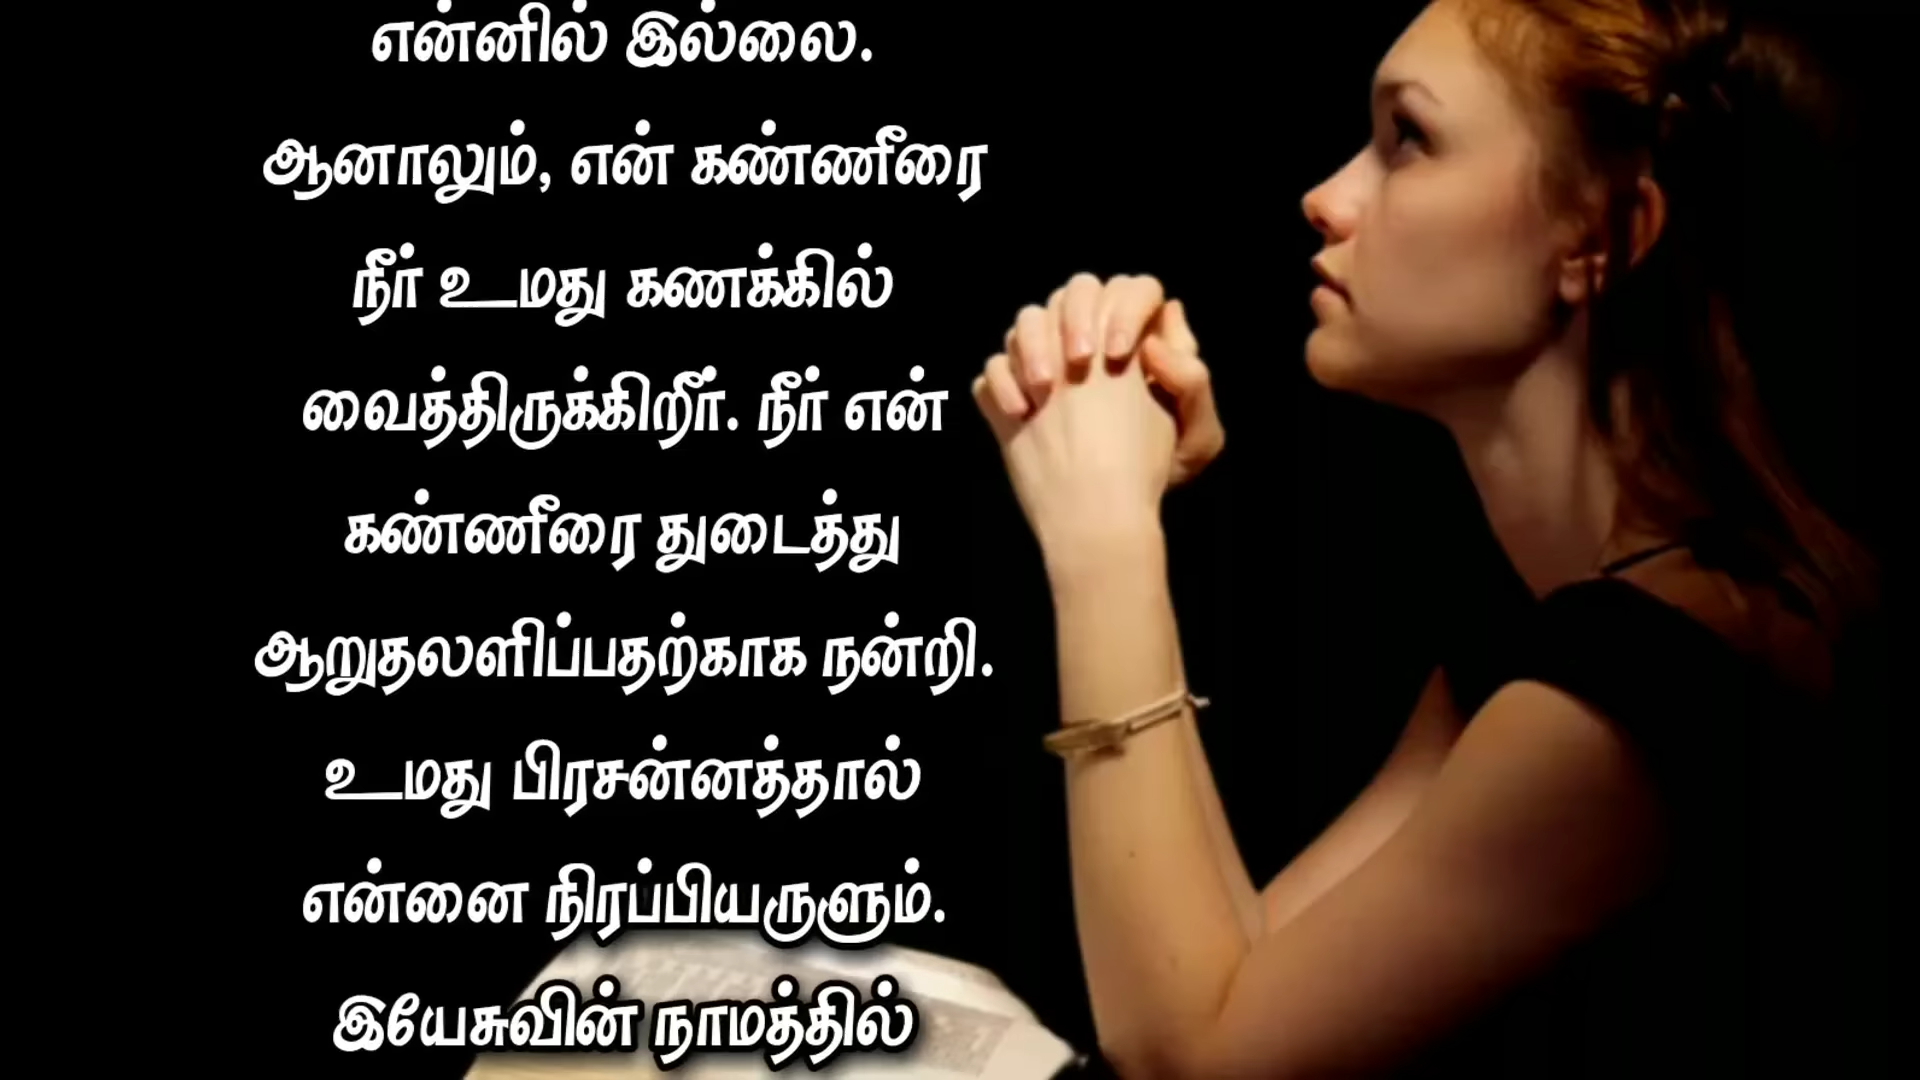 என்னில் இல்லை.
ஆனாலும், என் கண்ணீரை
நீர் உமது கணக்கில்
வைத்திருக்கிறீர். நீர் என்
கண்ணீரை துடைத்து
ஆறுதலளிப்பதற்காக நன்றி.
உமது பிரசன்னத்தால்
என்னை நிரப்பியருளும்.
இயேசுவின் நாமத்தில்